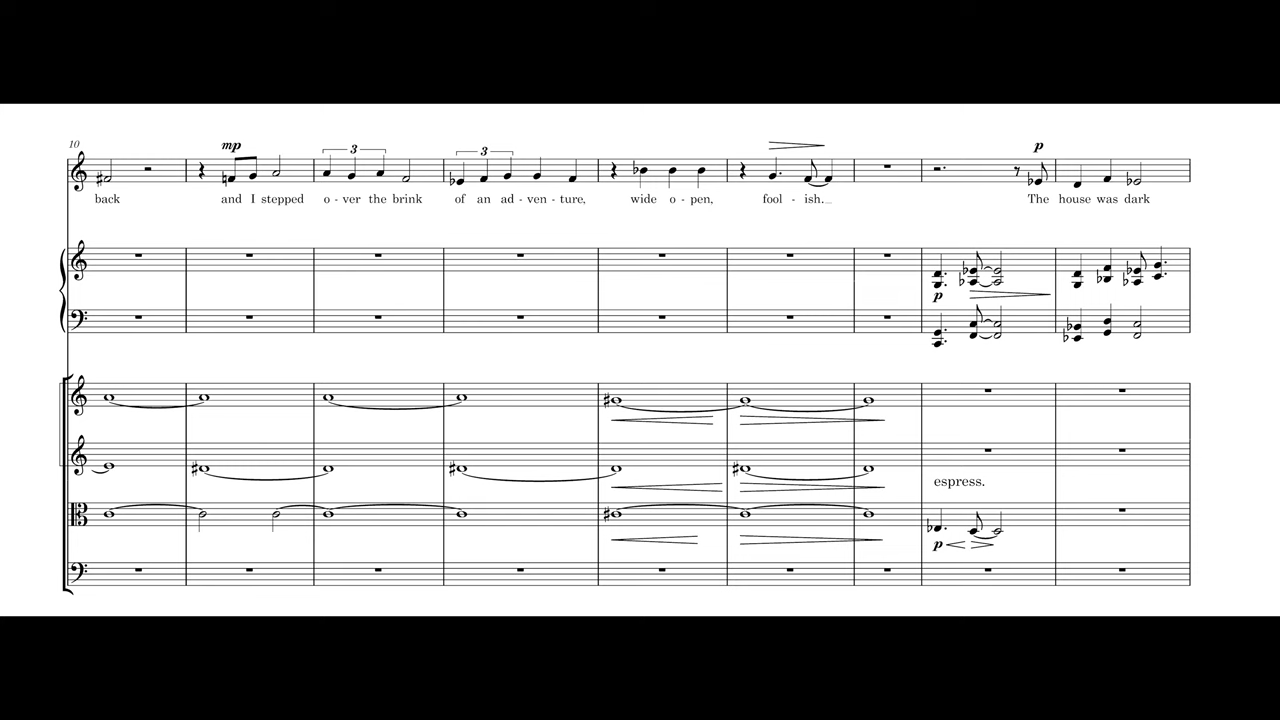 10
mp
3
3
p
back and I stepped o - ver the brink of an ad - ven - ture, wide o - pen, fool - ish. The house was dark
p
espress.
p